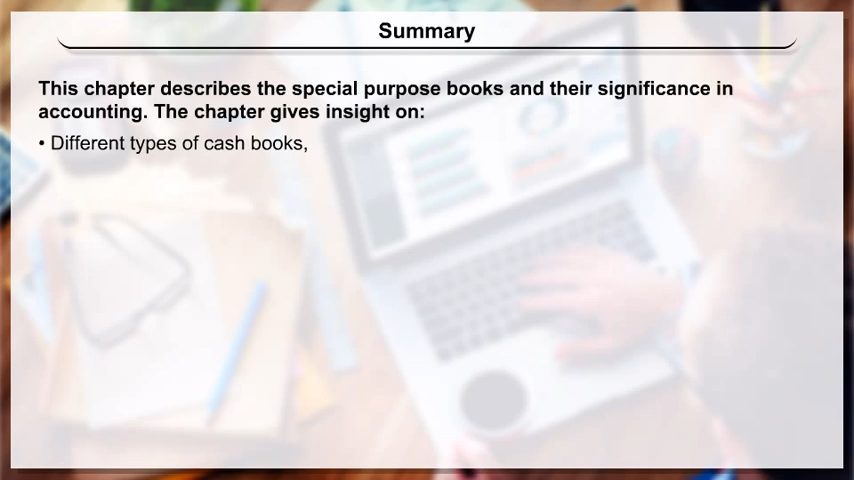 Summary
This chapter describes the special purpose books and their significance in
accounting. The chapter gives insight on:
• Different types of cash books,